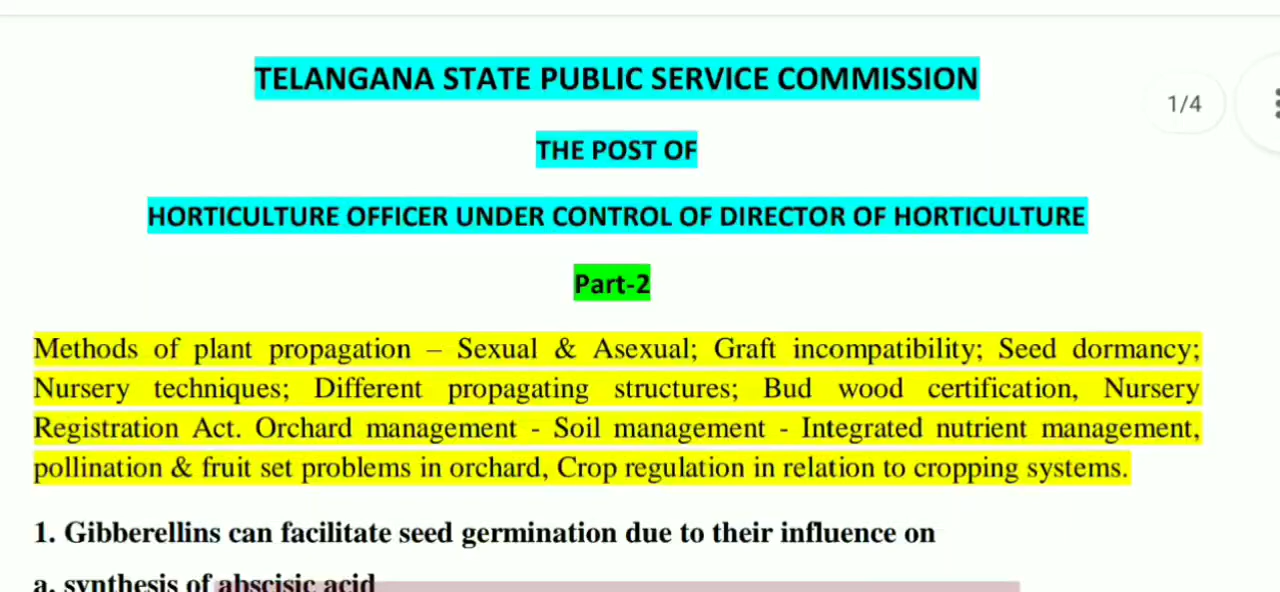 TELANGANA STATE PUBLIC SERVICE COMMISSION
1/4
THE POST OF
HORTICULTURE OFFICER UNDER CONTROL OF DIRECTOR OF HORTICULTURE
Part-2
Methods of plant propagation – Sexual & Asexual; Graft incompatibility; Seed dormancy;
Nursery techniques; Different propagating structures; Bud wood certification, Nursery
Registration Act. Orchard management - Soil management - Integrated nutrient management,
pollination & fruit set problems in orchard, Crop regulation in relation to cropping systems.
1. Gibberellins can facilitate seed germination due to their influence on
a. synthesis of abscisic acid